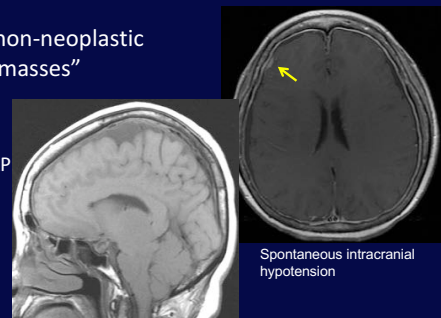 non-neoplastic
masses”
P
Spontaneous intracranial
hypotension